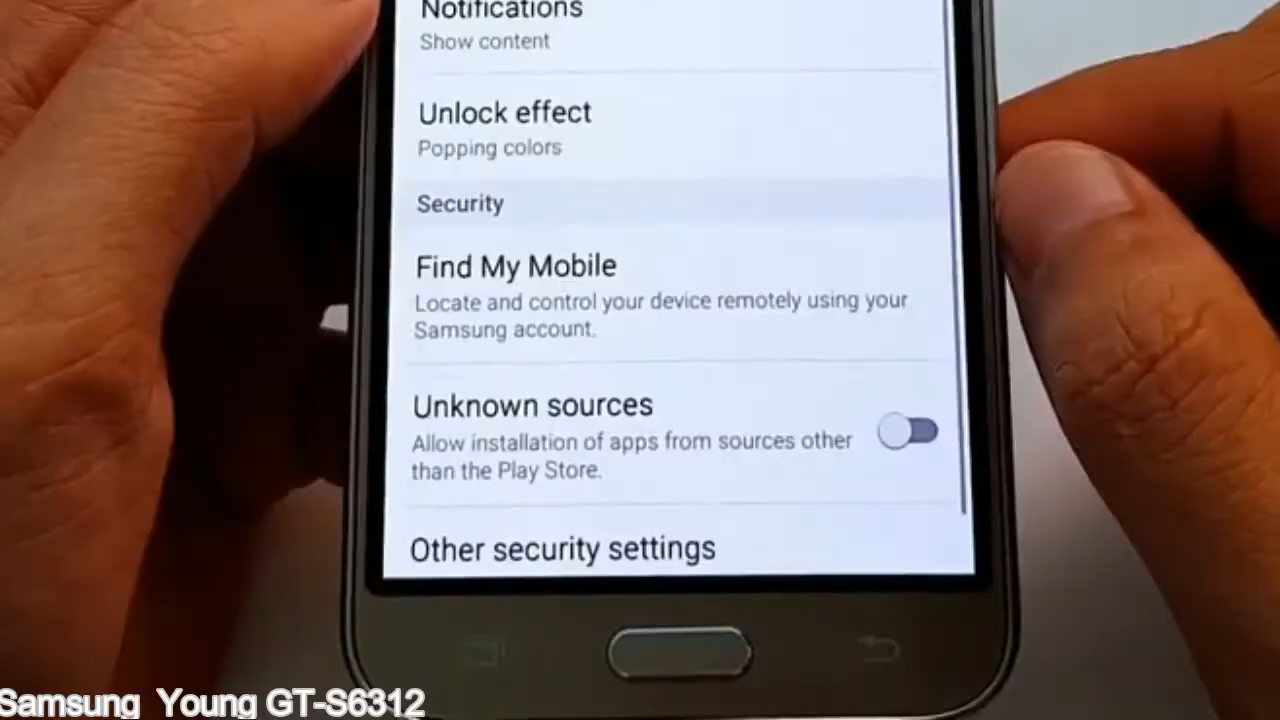 Notifications
Show content
Unlock effect
Popping colors
Security
Find My Mobile
Locate and control your device remotely using your
Samsung account.
Unknown sources
Allow installation of apps from sources other
than the Play Store.
Other security settings
Samsung Young GT-S6312